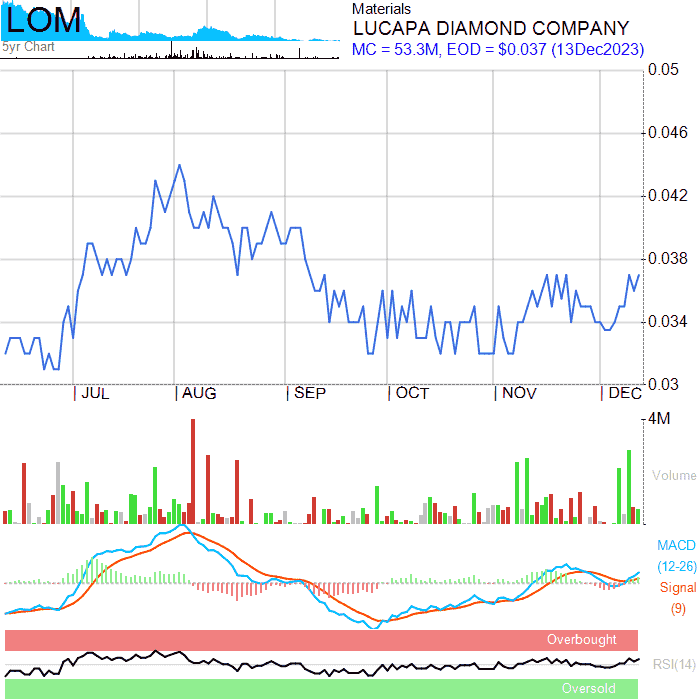 LOM
5yr Chart
Materials
LUCAPA DIAMOND COMPANY
MC = 53.3M, EOD = $0.037 (13Dec2023)
0.05
0.046
0.042
0.038
0.034
0.03
JUL AUG SEP OCT NOV DEC
4M
Volume
MACD
(12-26)
Signal
(9)
Overbought
RSI(14)
Oversold